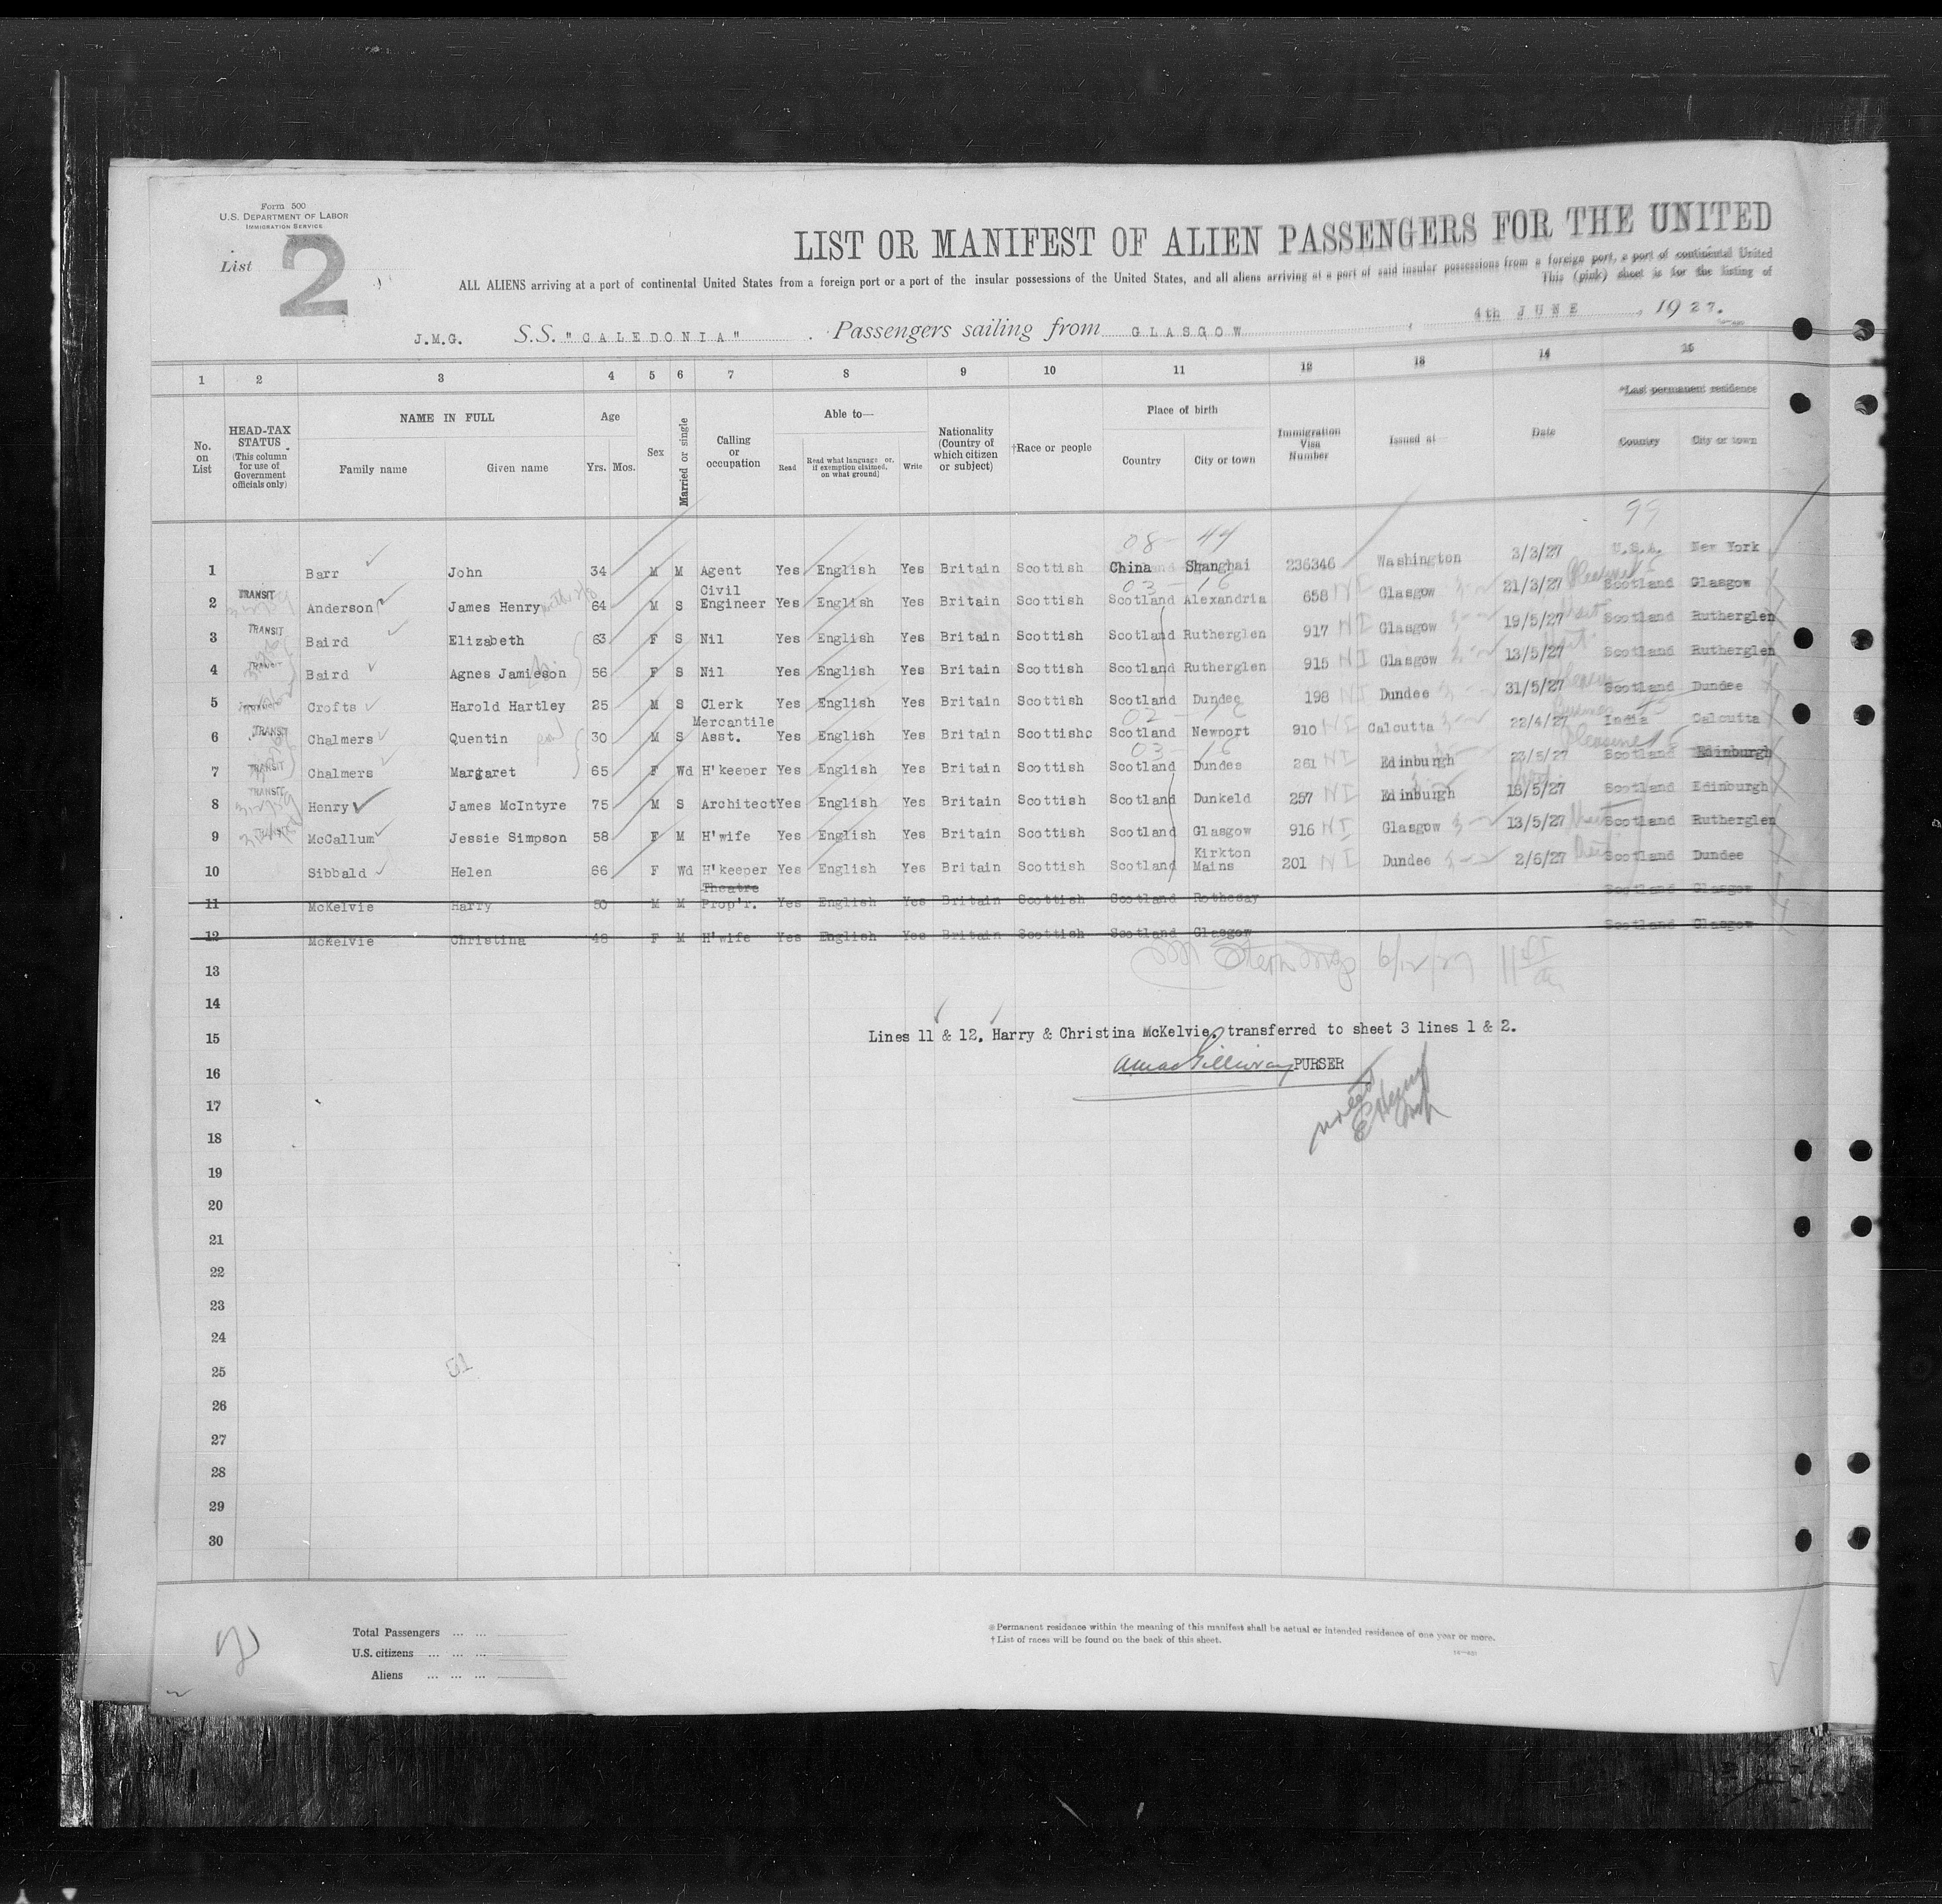 Form 500
U.S. DEPARTMENT OF LABOR
IMMIGRATION SERVICE
List 2
LIST OR MANIFEST OF ALIEN PASSENGERS FOR THE UNITED
ALL ALIENS arriving at a port of continental United States from a foreign port or a port of the insular possessions of the United States, and all aliens arriving at a port of said insular possessions from a foreign port, a port of continental United
This (pink) sheet is for the listing of
J.M.G. S.S. "CALEDONIA" . Passengers sailing from GLASGOW , 4th JUNE , 1927.
1 2 3 4 5 6 7 8 9 10 11 12 13 14 15
No. on List
HEAD-TAX STATUS (This column for use of Government officials only)
NAME IN FULL
Family name Given name
Age
Yrs. Mos.
Sex
Married or single
Calling or occupation
Able to—
Read Read what language or, if exemption claimed, on what ground Write
Nationality (Country of which citizen or subject)
†Race or people
Place of birth
Country City or town
Immigration Visa Number
Issued at
Date
*Last permanent residence
Country City or town
08- 44 99
1 Barr John 34 M M Agent Yes English Yes Britain Scottish China Shanghai 236346 Washington 3/3/27 U.S.A. New York
03- 16 Pleasure
2 TRANSIT Anderson James Henry 64 M S Civil Engineer Yes English Yes Britain Scottish Scotland Alexandria 658 NI Glasgow 21/3/27 Scotland Glasgow
3 TRANSIT Baird Elizabeth 63 F S Nil Yes English Yes Britain Scottish Scotland Rutherglen 917 NI Glasgow 19/5/27 Scotland Rutherglen
4 TRANSIT Baird Agnes Jamieson 56 F S Nil Yes English Yes Britain Scottish Scotland Rutherglen 915 NI Glasgow 13/5/27 Scotland Rutherglen
5 Crofts Harold Hartley 25 M S Clerk Yes English Yes Britain Scottish Scotland Dundee 198 NI Dundee 31/5/27 Scotland Dundee
6 TRANSIT Chalmers Quentin 30 M S Mercantile Asst. Yes English Yes Britain Scottishc Scotland Newport 910 NI Calcutta 22/4/27 India Calcutta
03- 16 Pleasure
7 TRANSIT Chalmers Margaret 65 F Wd H'keeper Yes English Yes Britain Scottish Scotland Dundee 261 NI Edinburgh 23/5/27 Scotland Edinburgh
8 TRANSIT Henry James McIntyre 75 M S Architect Yes English Yes Britain Scottish Scotland Dunkeld 257 NI Edinburgh 18/5/27 Scotland Edinburgh
9 McCallum Jessie Simpson 58 F M H'wife Yes English Yes Britain Scottish Scotland Glasgow 916 NI Glasgow 13/5/27 Scotland Rutherglen
10 Sibbald Helen 66 F Wd H'keeper Yes English Yes Britain Scottish Scotland Kirkton Mains 201 NI Dundee 2/6/27 Scotland Dundee
11 McKelvie Harry 50 M M Theatre Prop'r. Yes English Yes Britain Scottish Scotland Rothesay Scotland Glasgow
12 McKelvie Christina 48 F M H'wife Yes English Yes Britain Scottish Scotland Glasgow Scotland Glasgow
13 6/12/27
14
15 Lines 11 & 12, Harry & Christina McKelvie, transferred to sheet 3 lines 1 & 2.
16 PURSER
17
18
19
20
21
22
23
24
25 51
26
27
28
29
30
Total Passengers ... ...
U.S. citizens ... ... ...
Aliens ... ... ...
*Permanent residence within the meaning of this manifest shall be actual or intended residence of one year or more.
†List of races will be found on the back of this sheet.